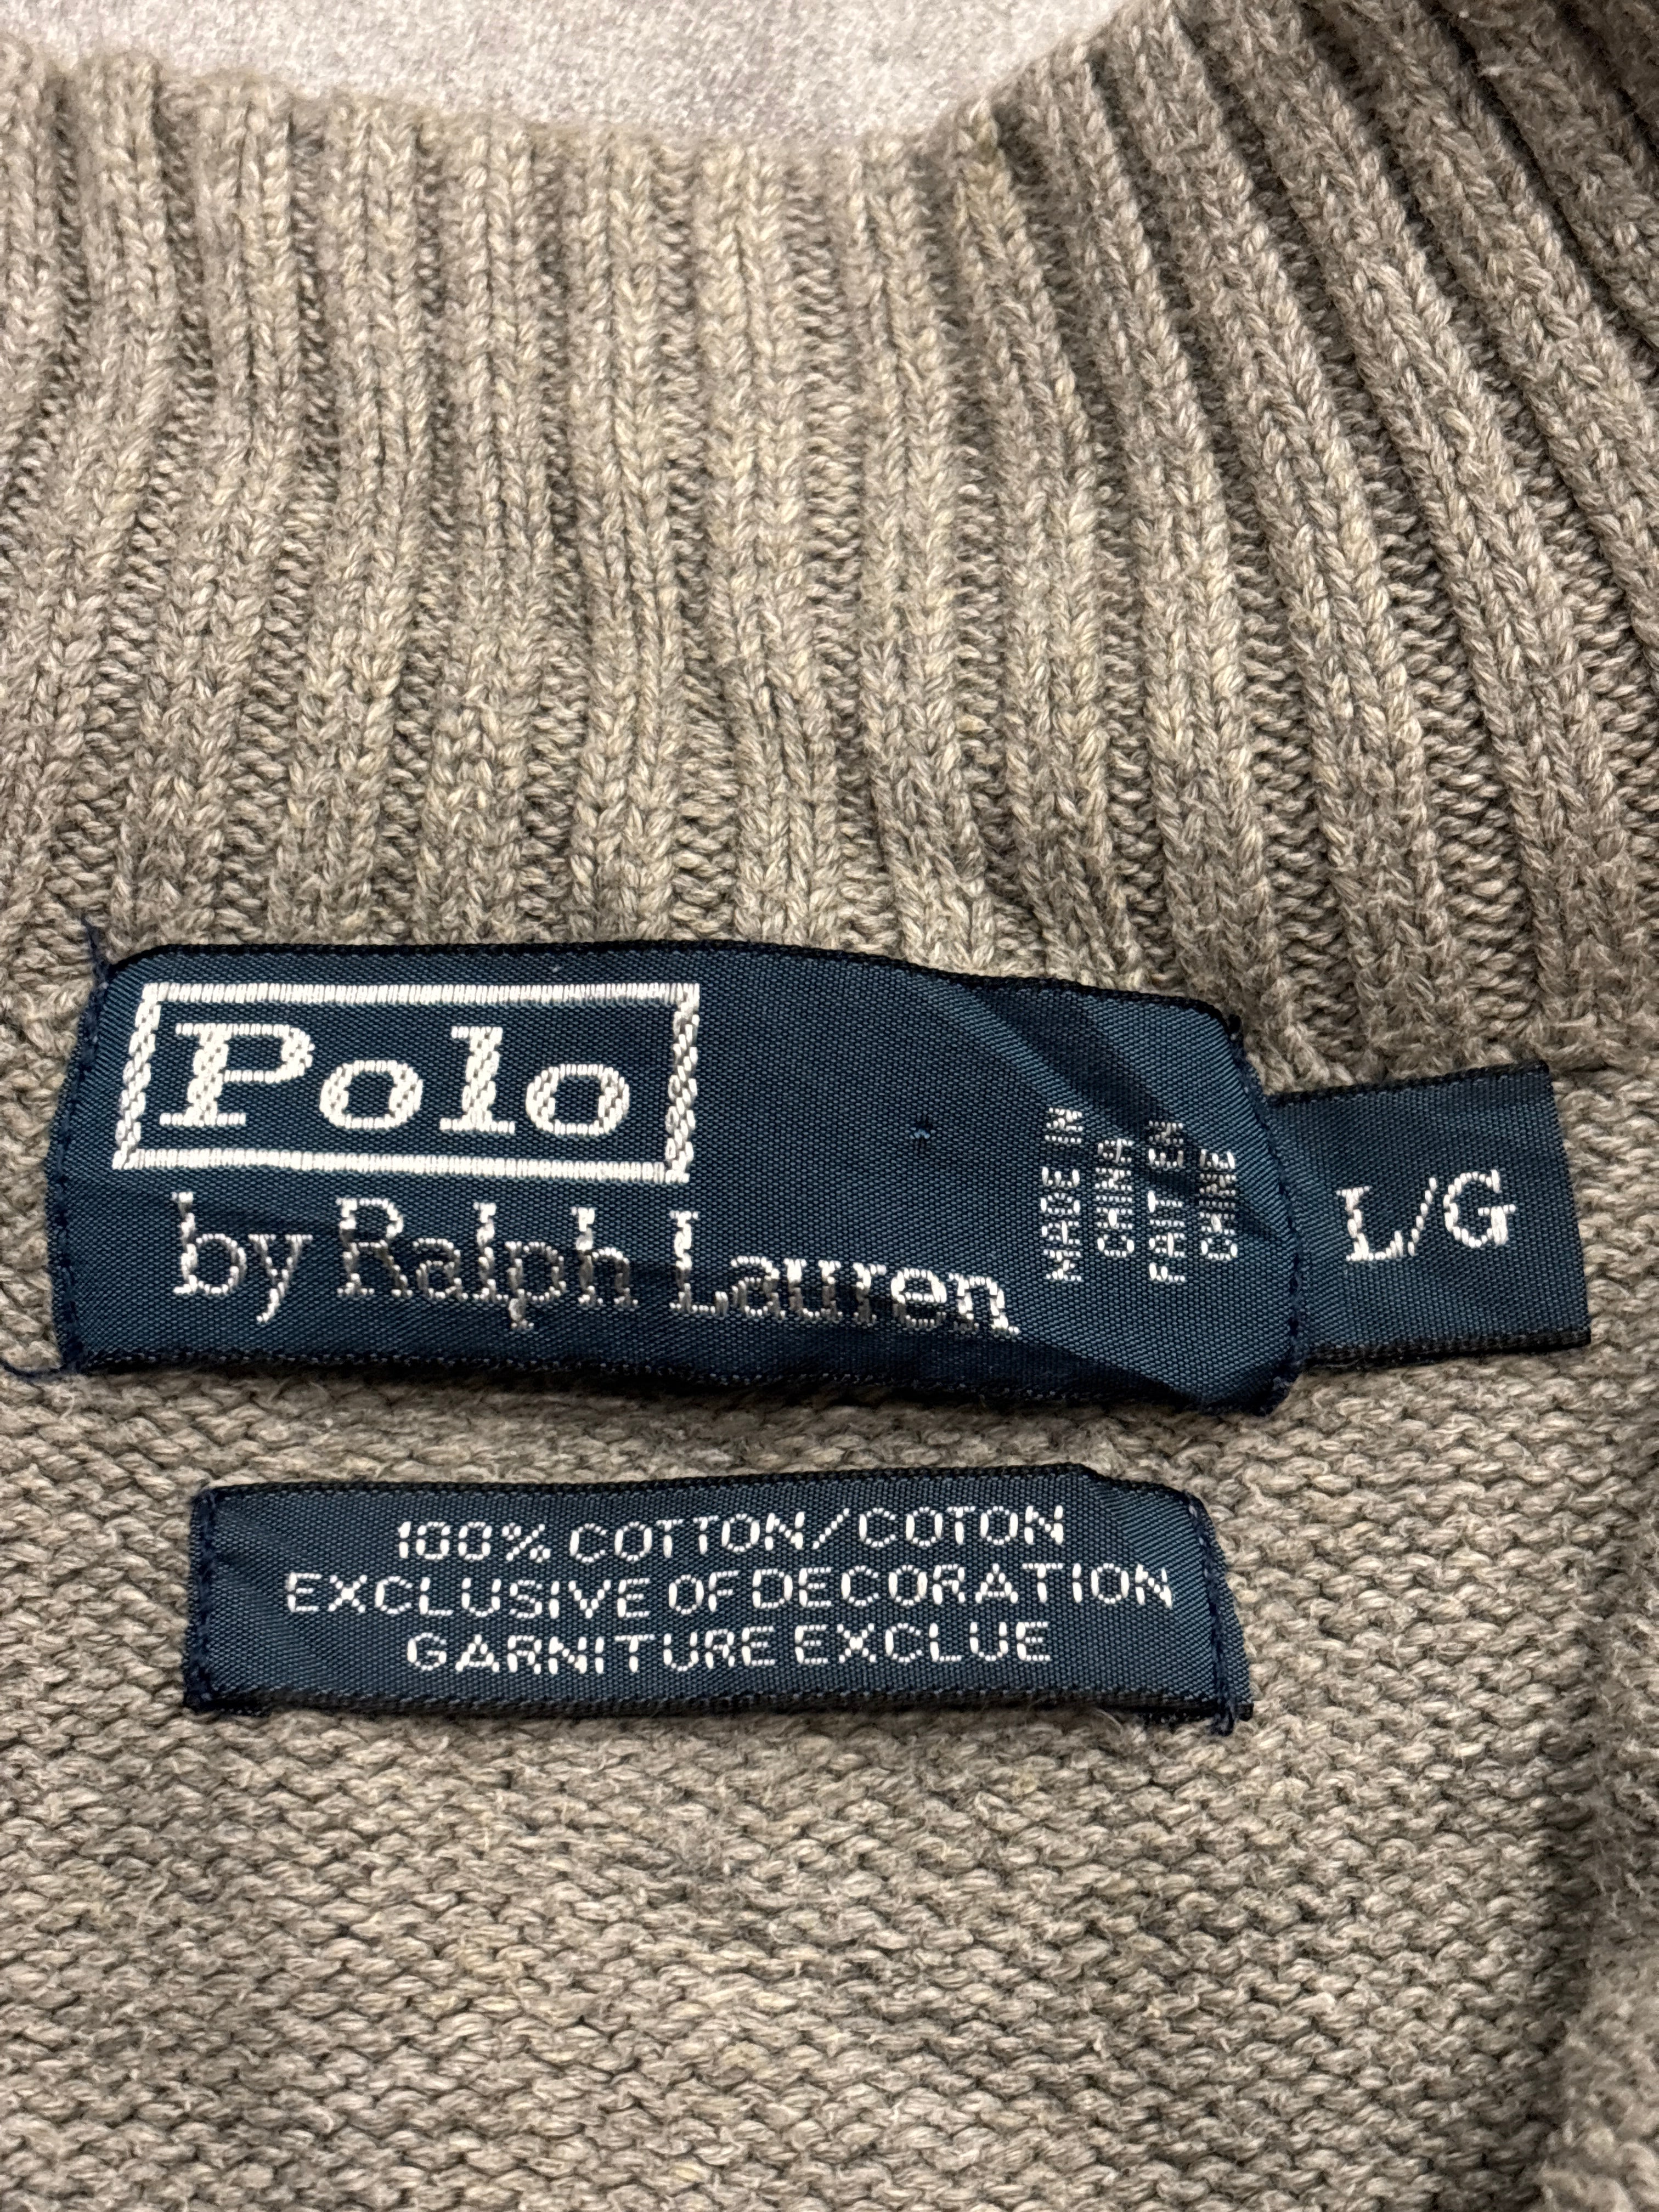 Polo
by Ralph Lauren
MADE IN
CHINA
FAIT EN
CHINE
L/G
100% COTTON/COTON
EXCLUSIVE OF DECORATION
GARNITURE EXCLUE